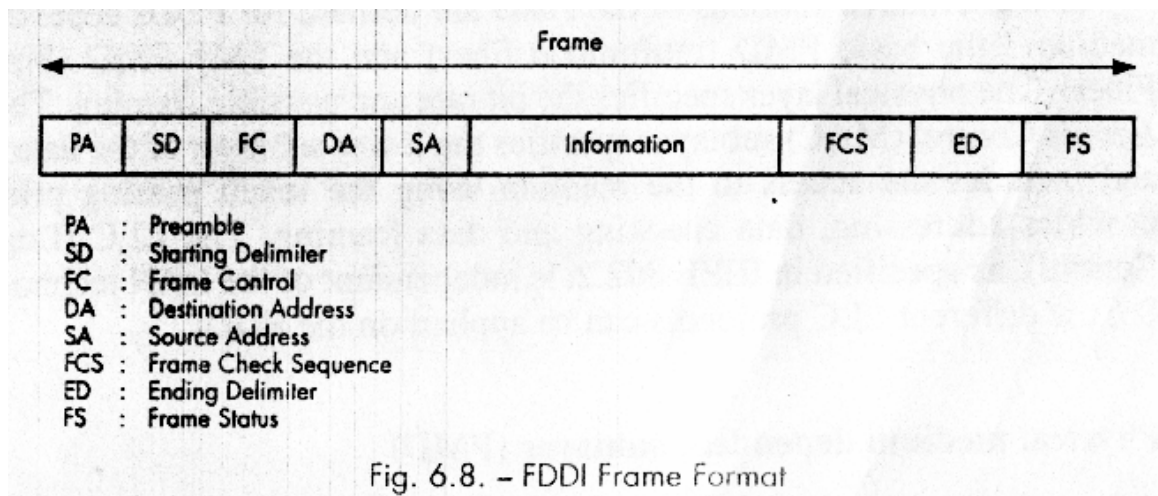 Frame
PA SD FC DA SA Information FCS ED FS
PA : Preamble
SD : Starting Delimiter
FC : Frame Control
DA : Destination Address
SA : Source Address
FCS : Frame Check Sequence
ED : Ending Delimiter
FS : Frame Status
Fig. 6.8. – FDDI Frame Format